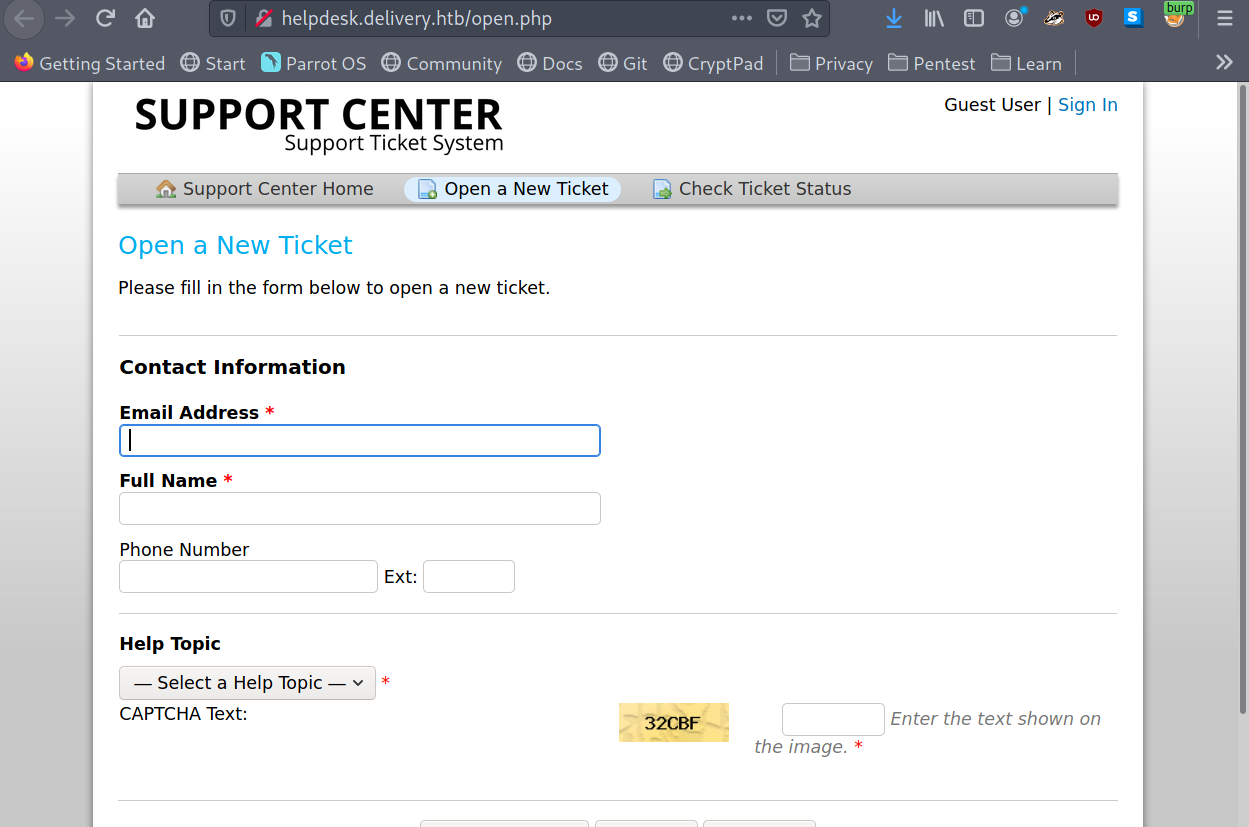 burp
helpdesk.delivery.htb/open.php
Getting Started Start Parrot OS Community Docs Git CryptPad Privacy Pentest Learn
SUPPORT CENTER
Support Ticket System
Guest User | Sign In
Support Center Home Open a New Ticket Check Ticket Status
Open a New Ticket
Please fill in the form below to open a new ticket.
Contact Information
Email Address *
Full Name *
Phone Number
Ext:
Help Topic
— Select a Help Topic — *
CAPTCHA Text: 32CBF Enter the text shown on
the image. *